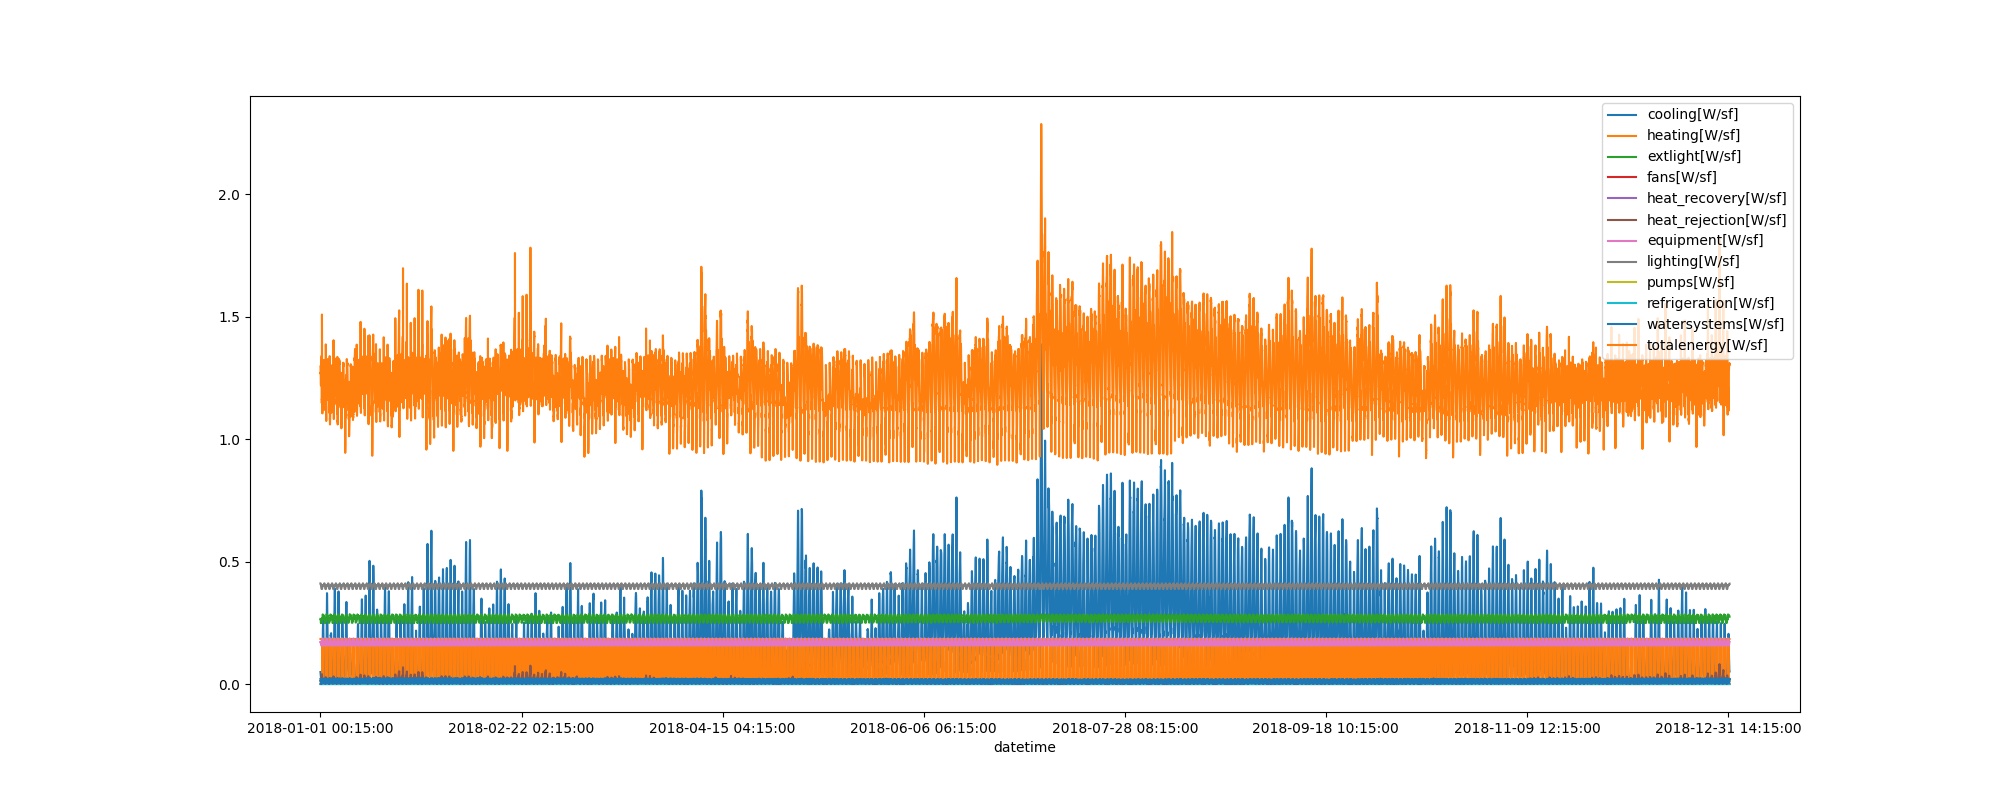 cooling[W/sf]
heating[W/sf]
extlight[W/sf]
fans[W/sf]
heat_recovery[W/sf]
heat_rejection[W/sf]
equipment[W/sf]
lighting[W/sf]
pumps[W/sf]
refrigeration[W/sf]
watersystems[W/sf]
totalenergy[W/sf]
2.0
1.5
1.0
0.5
0.0
2018-01-01 00:15:00 2018-02-22 02:15:00 2018-04-15 04:15:00 2018-06-06 06:15:00 2018-07-28 08:15:00 2018-09-18 10:15:00 2018-11-09 12:15:00 2018-12-31 14:15:00
datetime